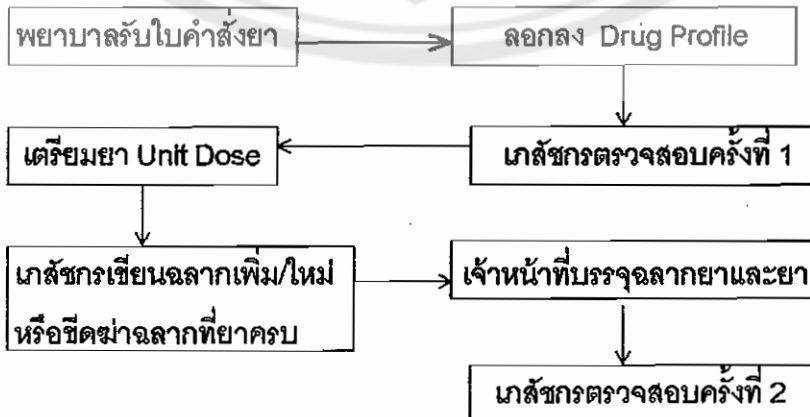 พยาบาลรับใบคำสั่งยา
ลอกลง Drug Profile
เภสัชกรตรวจสอบครั้งที่ 1
เตรียมยา Unit Dose
เภสัชกรเขียนฉลากเพิ่ม/ใหม่
หรือขีดฆ่าฉลากที่ยาครบ
เจ้าหน้าที่บรรจุฉลากยาและยา
เภสัชกรตรวจสอบครั้งที่ 2